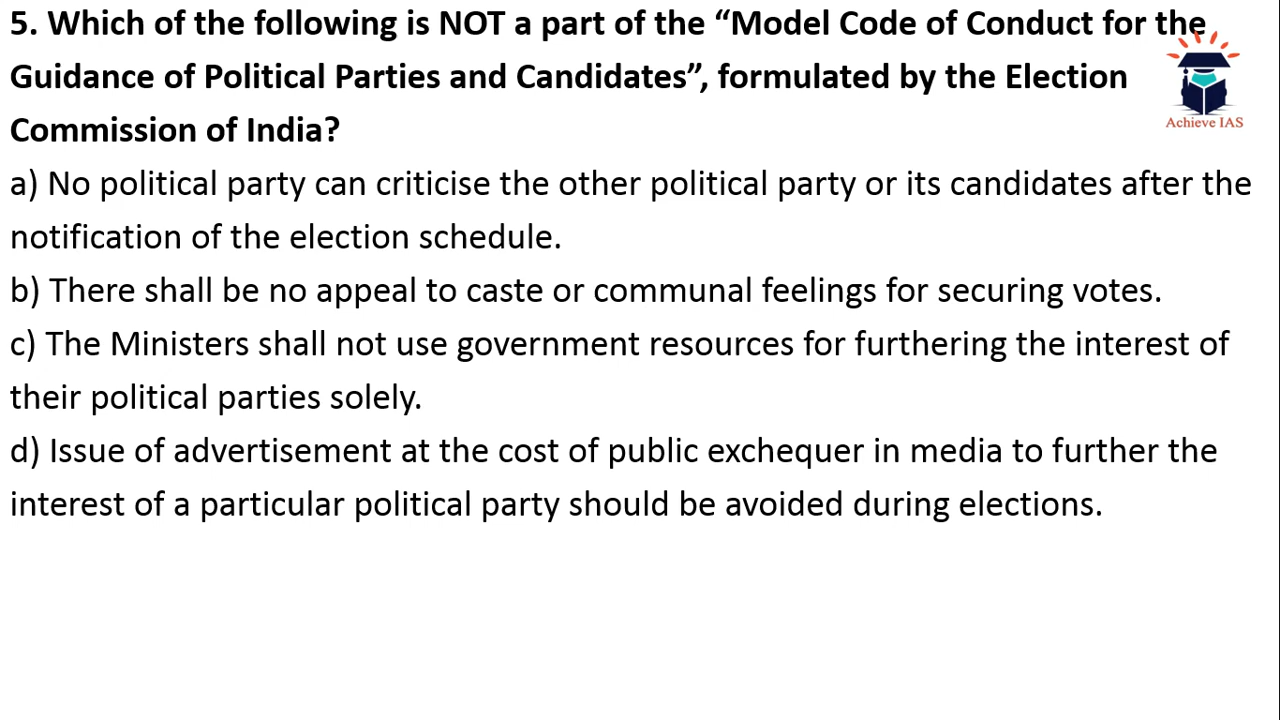 5. Which of the following is NOT a part of the “Model Code of Conduct for the
Guidance of Political Parties and Candidates”, formulated by the Election
Commission of India?
Achieve IAS
a) No political party can criticise the other political party or its candidates after the
notification of the election schedule.
b) There shall be no appeal to caste or communal feelings for securing votes.
c) The Ministers shall not use government resources for furthering the interest of
their political parties solely.
d) Issue of advertisement at the cost of public exchequer in media to further the
interest of a particular political party should be avoided during elections.